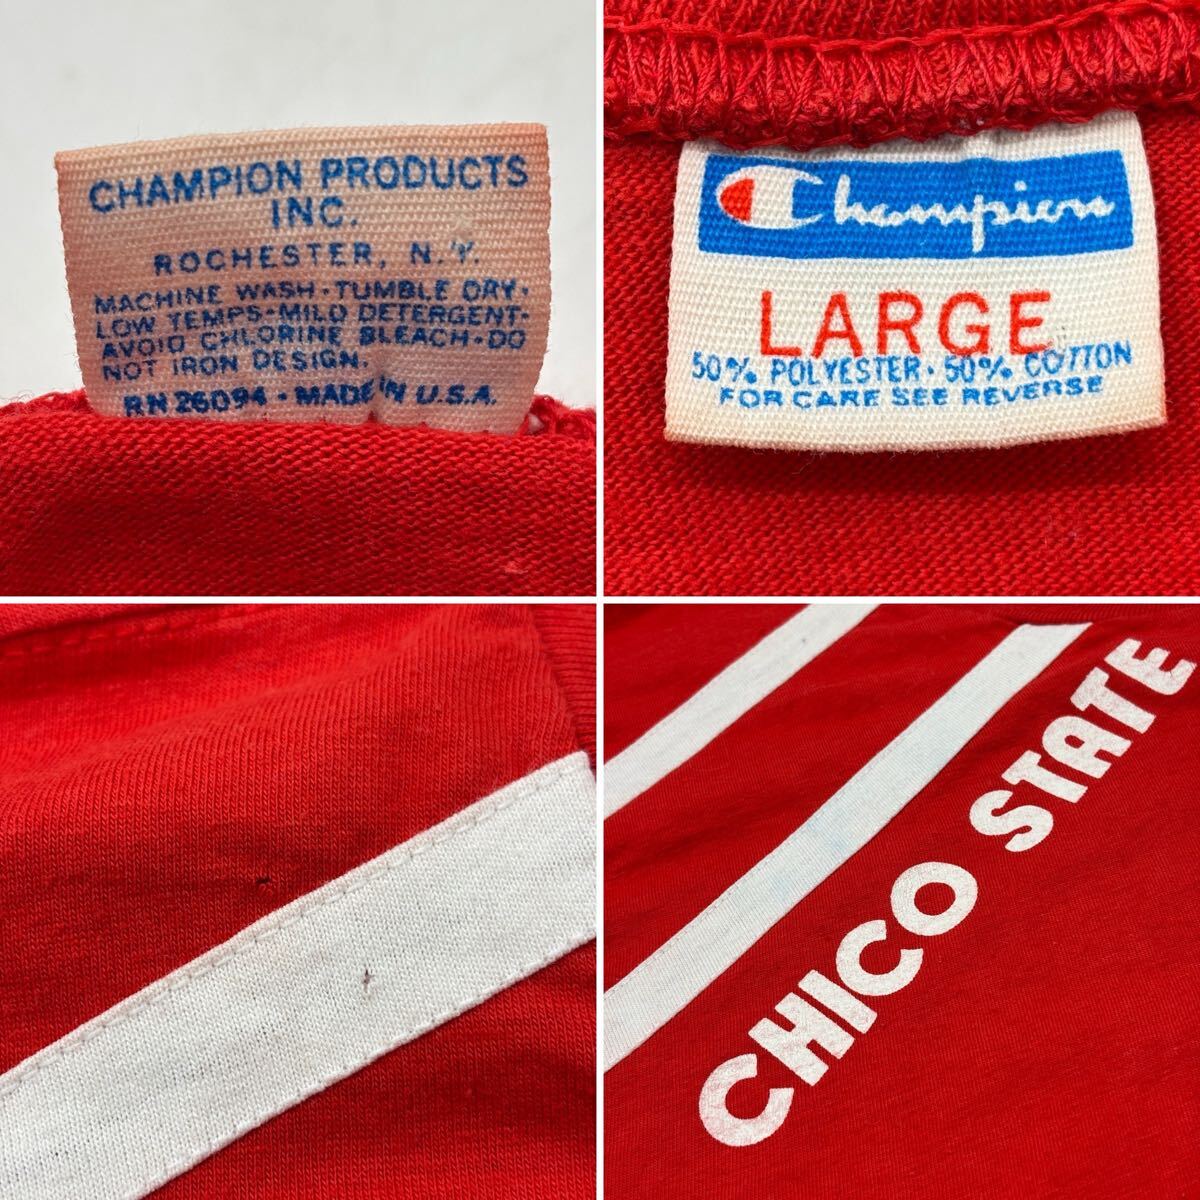 CHAMPION PRODUCTS
INC.
ROCHESTER, N.Y.
MACHINE WASH·TUMBLE DRY·
LOW TEMPS·MILD DETERGENT·
AVOID CHLORINE BLEACH·DO
NOT IRON DESIGN.
RN 26094 · MADE IN U.S.A.
Champion
LARGE
50% POLYESTER · 50% COTTON
FOR CARE SEE REVERSE
CHICO STATE